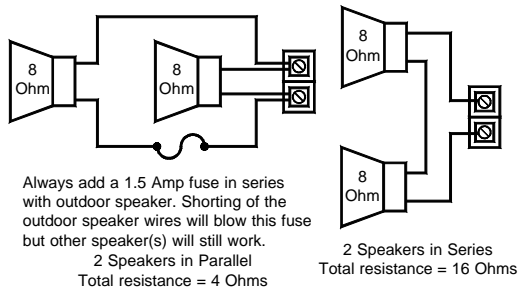 8
Ohm
8
Ohm
Always add a 1.5 Amp fuse in series
with outdoor speaker. Shorting of the
outdoor speaker wires will blow this fuse
but other speaker(s) will still work.
2 Speakers in Parallel
Total resistance = 4 Ohms
8
Ohm
8
Ohm
2 Speakers in Series
Total resistance = 16 Ohms